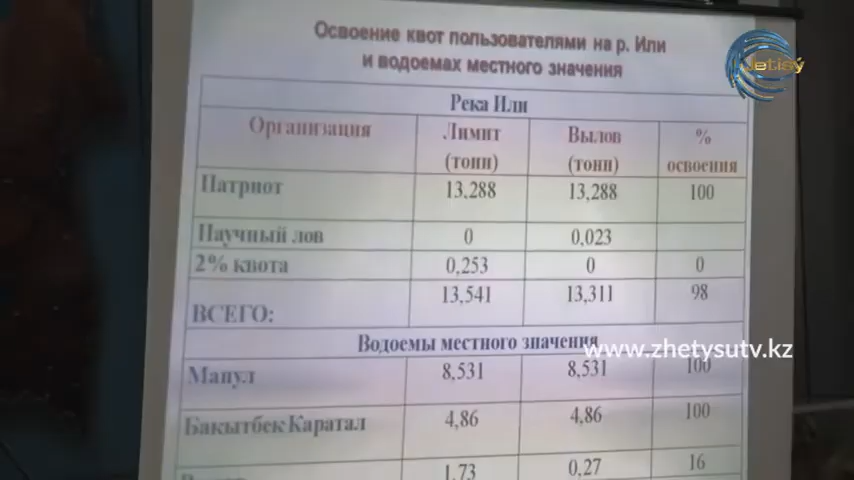 Освоение квот пользователями на р. Или
и водоемах местного значения
Jetisý
Река Или
Организация Лимит (тонн) Вылов (тонн) % освоения
Патриот 13,288 13,288 100
Научный лов 0 0,023
2% квота 0,253 0 0
ВСЕГО: 13,541 13,311 98
Водоемы местного значения
www.zhetysutv.kz
Мапул 8,531 8,531 100
Бакытбек Каратал 4,86 4,86 100
1,73 0,27 16